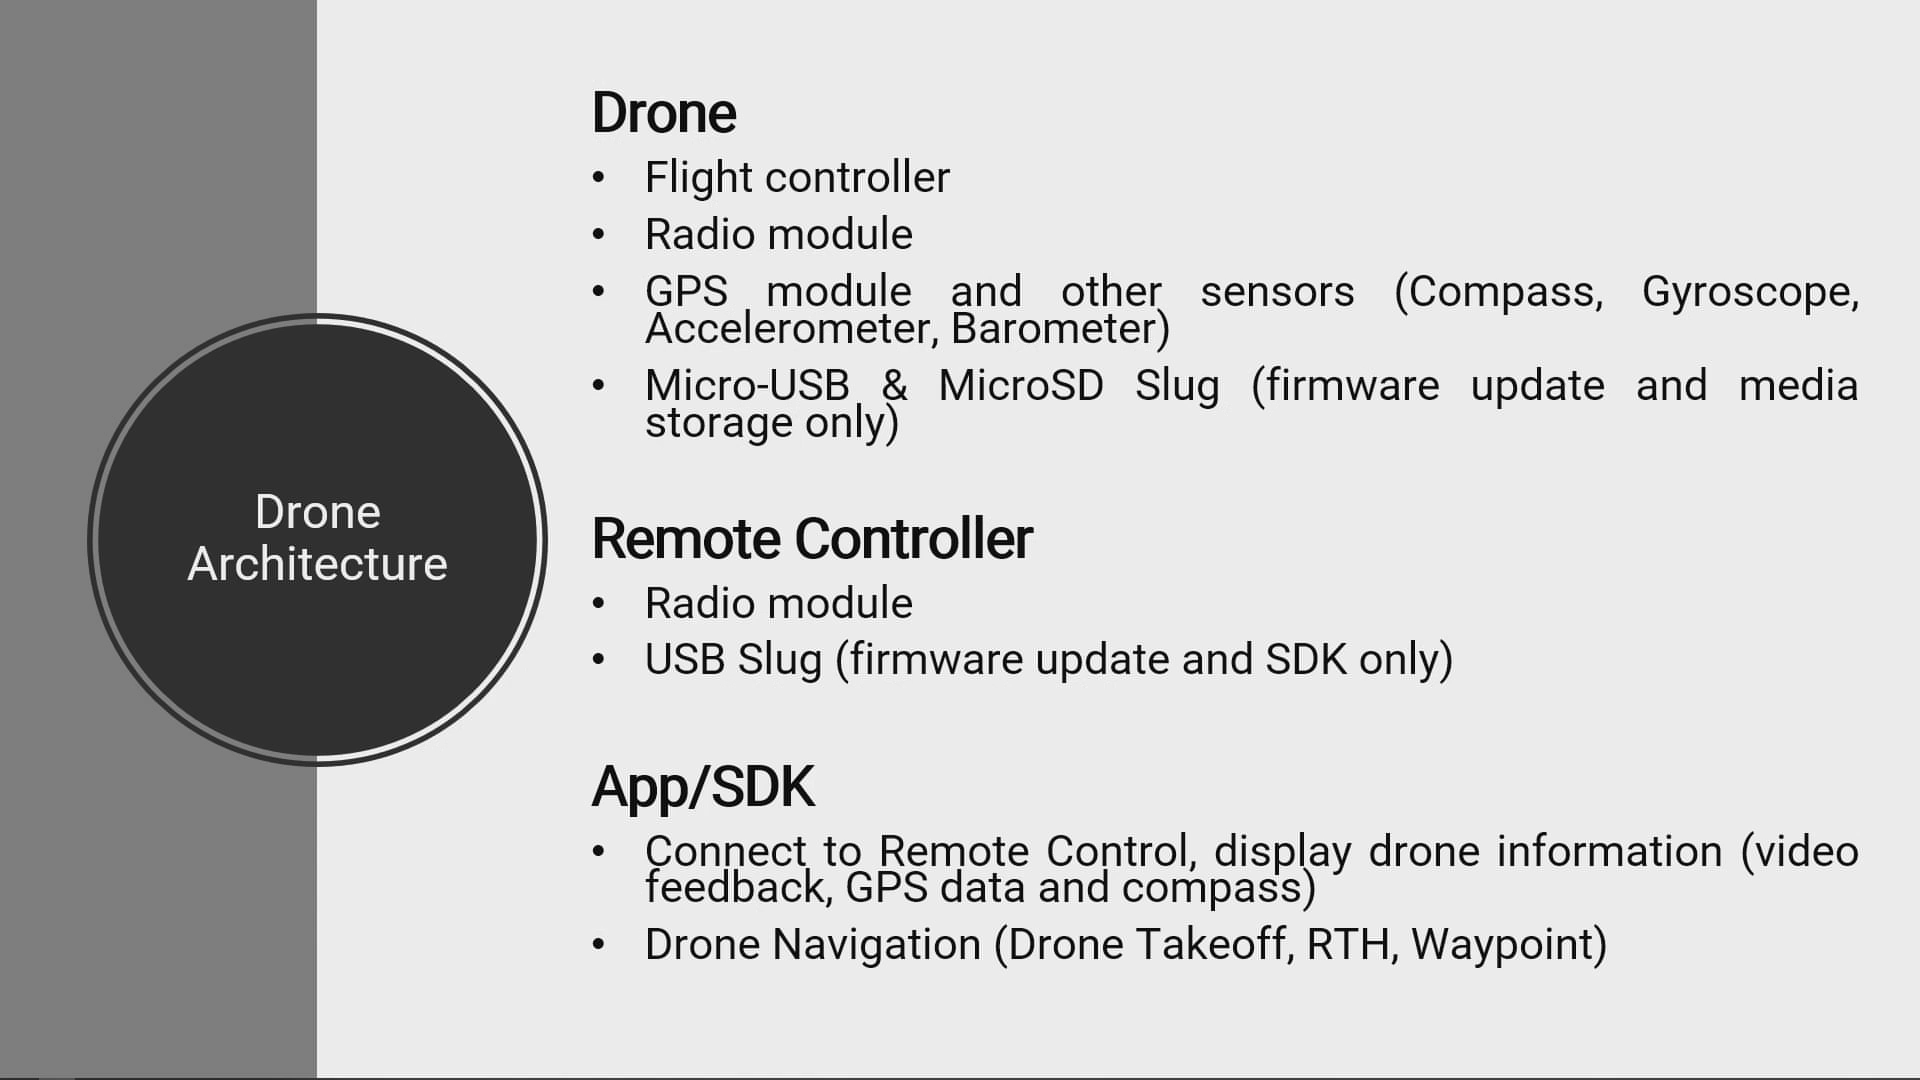 Drone
Architecture
Drone
• Flight controller
• Radio module
• GPS module and other sensors (Compass, Gyroscope,
Accelerometer, Barometer)
• Micro-USB & MicroSD Slug (firmware update and media
storage only)
Remote Controller
• Radio module
• USB Slug (firmware update and SDK only)
App/SDK
• Connect to Remote Control, display drone information (video
feedback, GPS data and compass)
• Drone Navigation (Drone Takeoff, RTH, Waypoint)